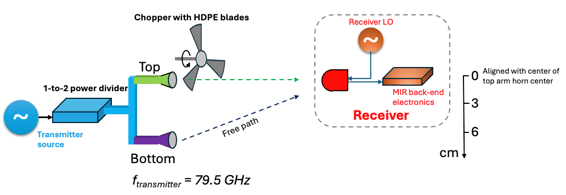 Chopper with HDPE blades
Receiver LO
~
Top
1-to-2 power divider
0
Aligned with center of
top arm horn center
MIR back-end
electronics
~
3
Receiver
Transmitter
source
Free path
6
Bottom
cm
f_transmitter = 79.5 GHz